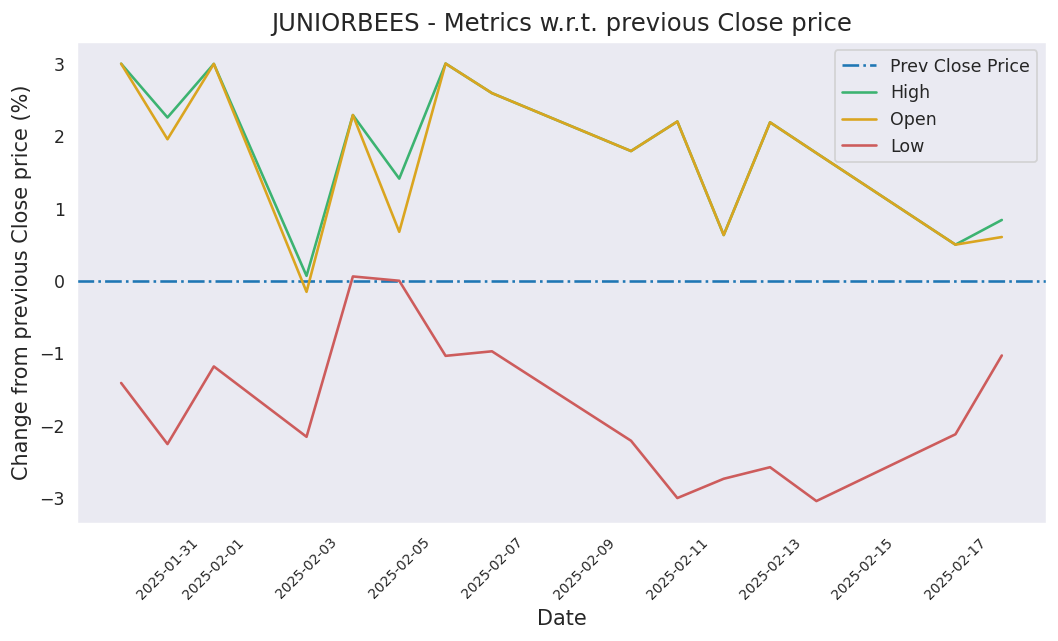 JUNIORBEES - Metrics w.r.t. previous Close price
Change from previous Close price (%)
3
2
1
0
−1
−2
−3
Prev Close Price
High
Open
Low
2025-01-31
2025-02-01
2025-02-03
2025-02-05
2025-02-07
2025-02-09
2025-02-11
2025-02-13
2025-02-15
2025-02-17
Date